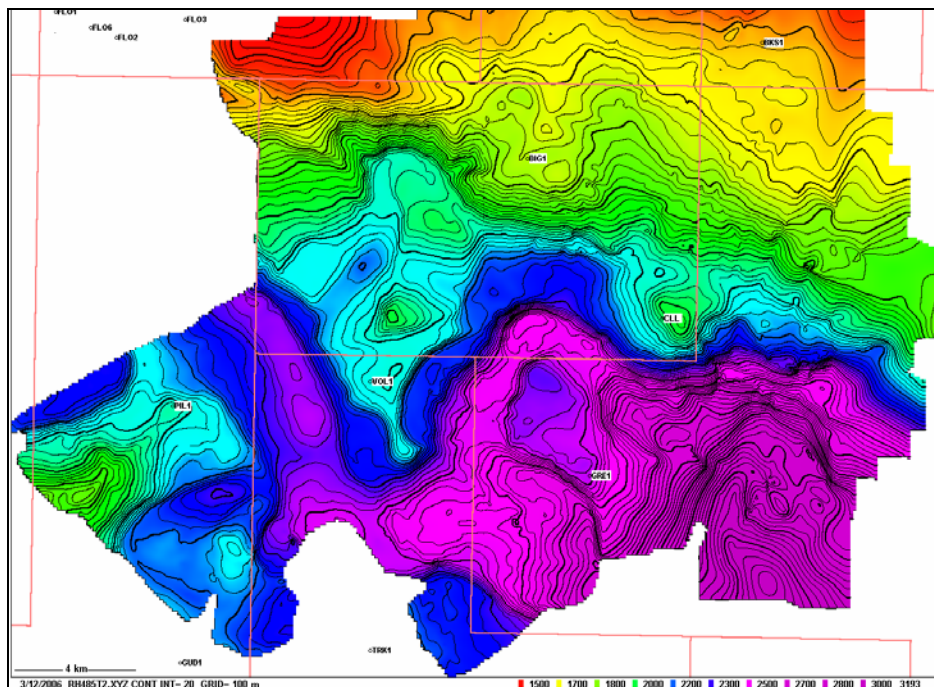 FLO1
FLO3
FLO6
FLO2
BKS1
BIG1
CLL
VOL1
PIL1
GRE1
TRK1
GUD1
4 km
3/12/2006 RH485T2.XYZ CONT INT= 20 GRID= 100 m
1500 1700 1800 2000 2200 2300 2500 2700 2800 3000 3193